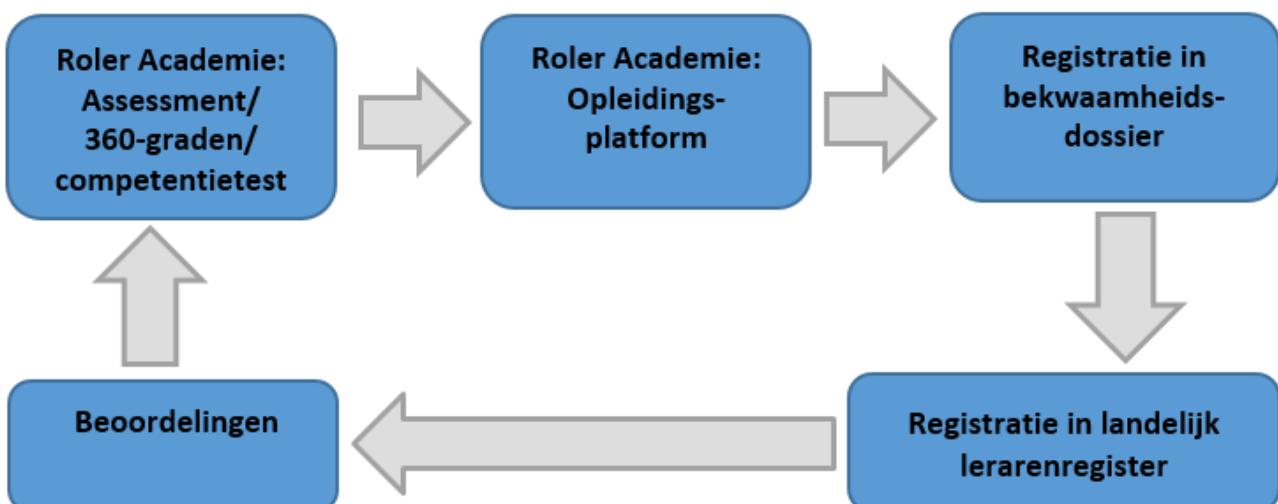 Roler Academie:
Assessment/
360-graden/
competentietest
Roler Academie:
Opleidings-
platform
Registratie in
bekwaamheids-
dossier
Registratie in landelijk
lerarenregister
Beoordelingen